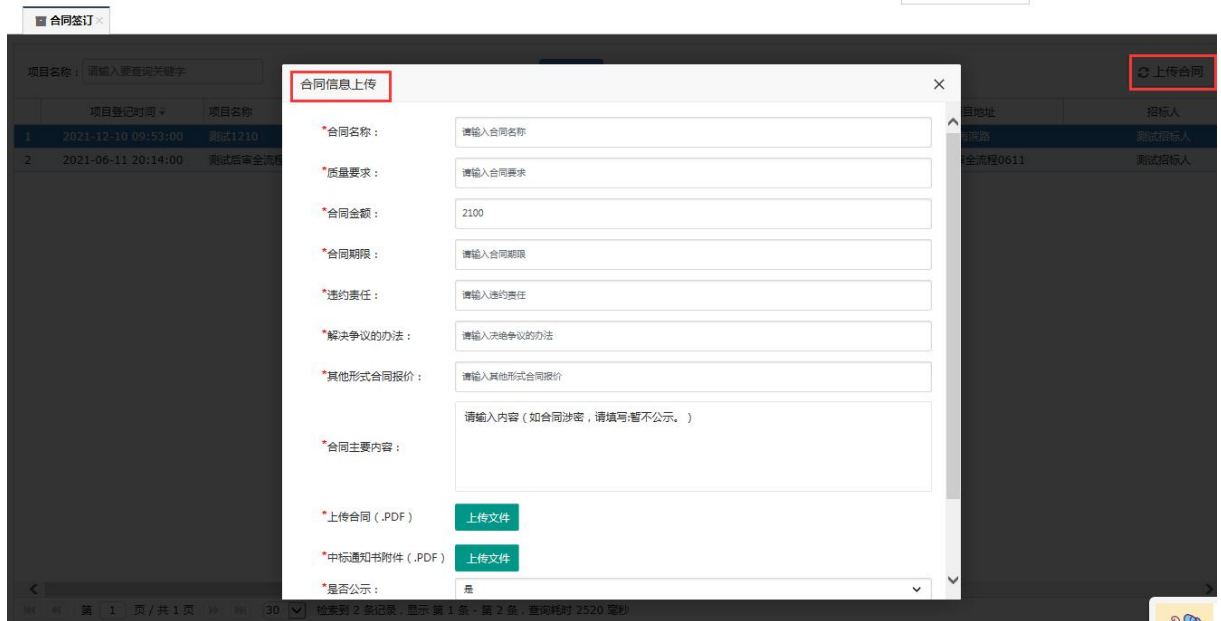 合同签订
项目名称： 请输入要查询关键字
上传合同
项目登记时间 项目名称
目地址 招标人
1 2021-12-10 09:53:00 测试1210
测试招标人
2 2021-06-11 20:14:00 测试后审全流程
全流程0611 测试招标人
合同信息上传
*合同名称： 请输入合同名称
*质量要求： 请输入合同要求
*合同金额： 2100
*合同期限： 请输入合同期限
*违约责任： 请输入违约责任
*解决争议的办法： 请输入决绝争议的办法
*其他形式合同报价： 请输入其他形式合同报价
请输入内容（如合同涉密，请填写:暂不公示。）
*合同主要内容：
*上传合同（.PDF） 上传文件
*中标通知书附件（.PDF） 上传文件
*是否公示： 是
第 1 页/共1页 30 检索到 2 条记录，显示 第 1 条 - 第 2 条，查询耗时 2520 毫秒